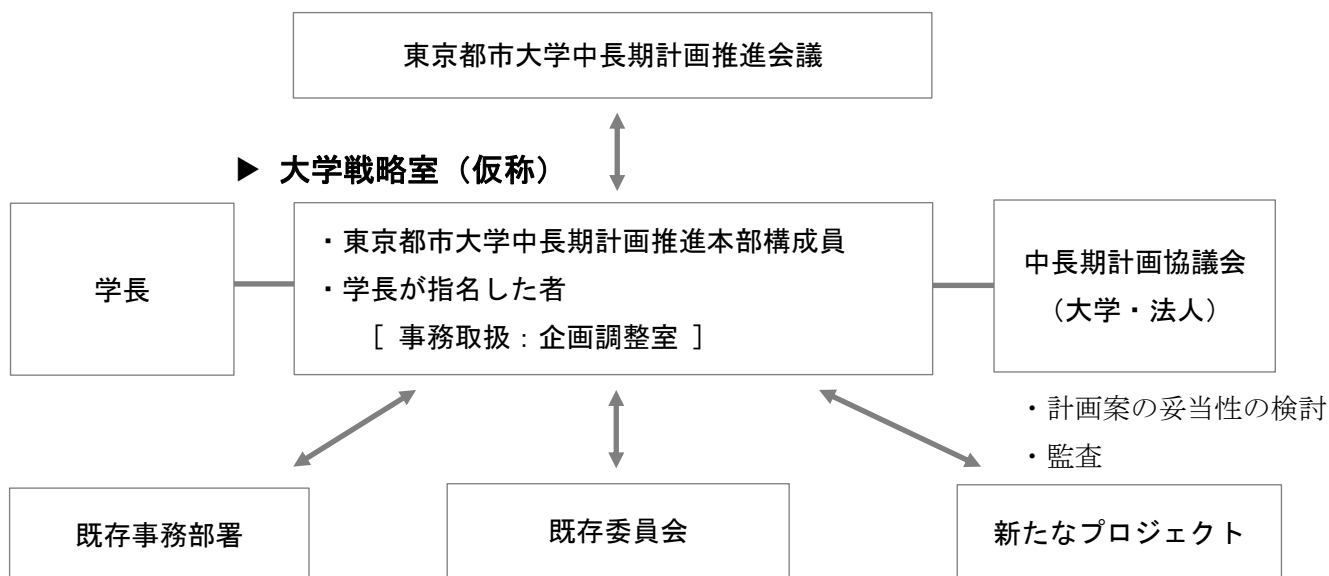 東京都市大学中長期計画推進会議
▶ 大学戦略室（仮称）
学長
・東京都市大学中長期計画推進本部構成員
・学長が指名した者
［ 事務取扱：企画調整室 ］
中長期計画協議会
（大学・法人）
・計画案の妥当性の検討
・監査
既存事務部署
既存委員会
新たなプロジェクト